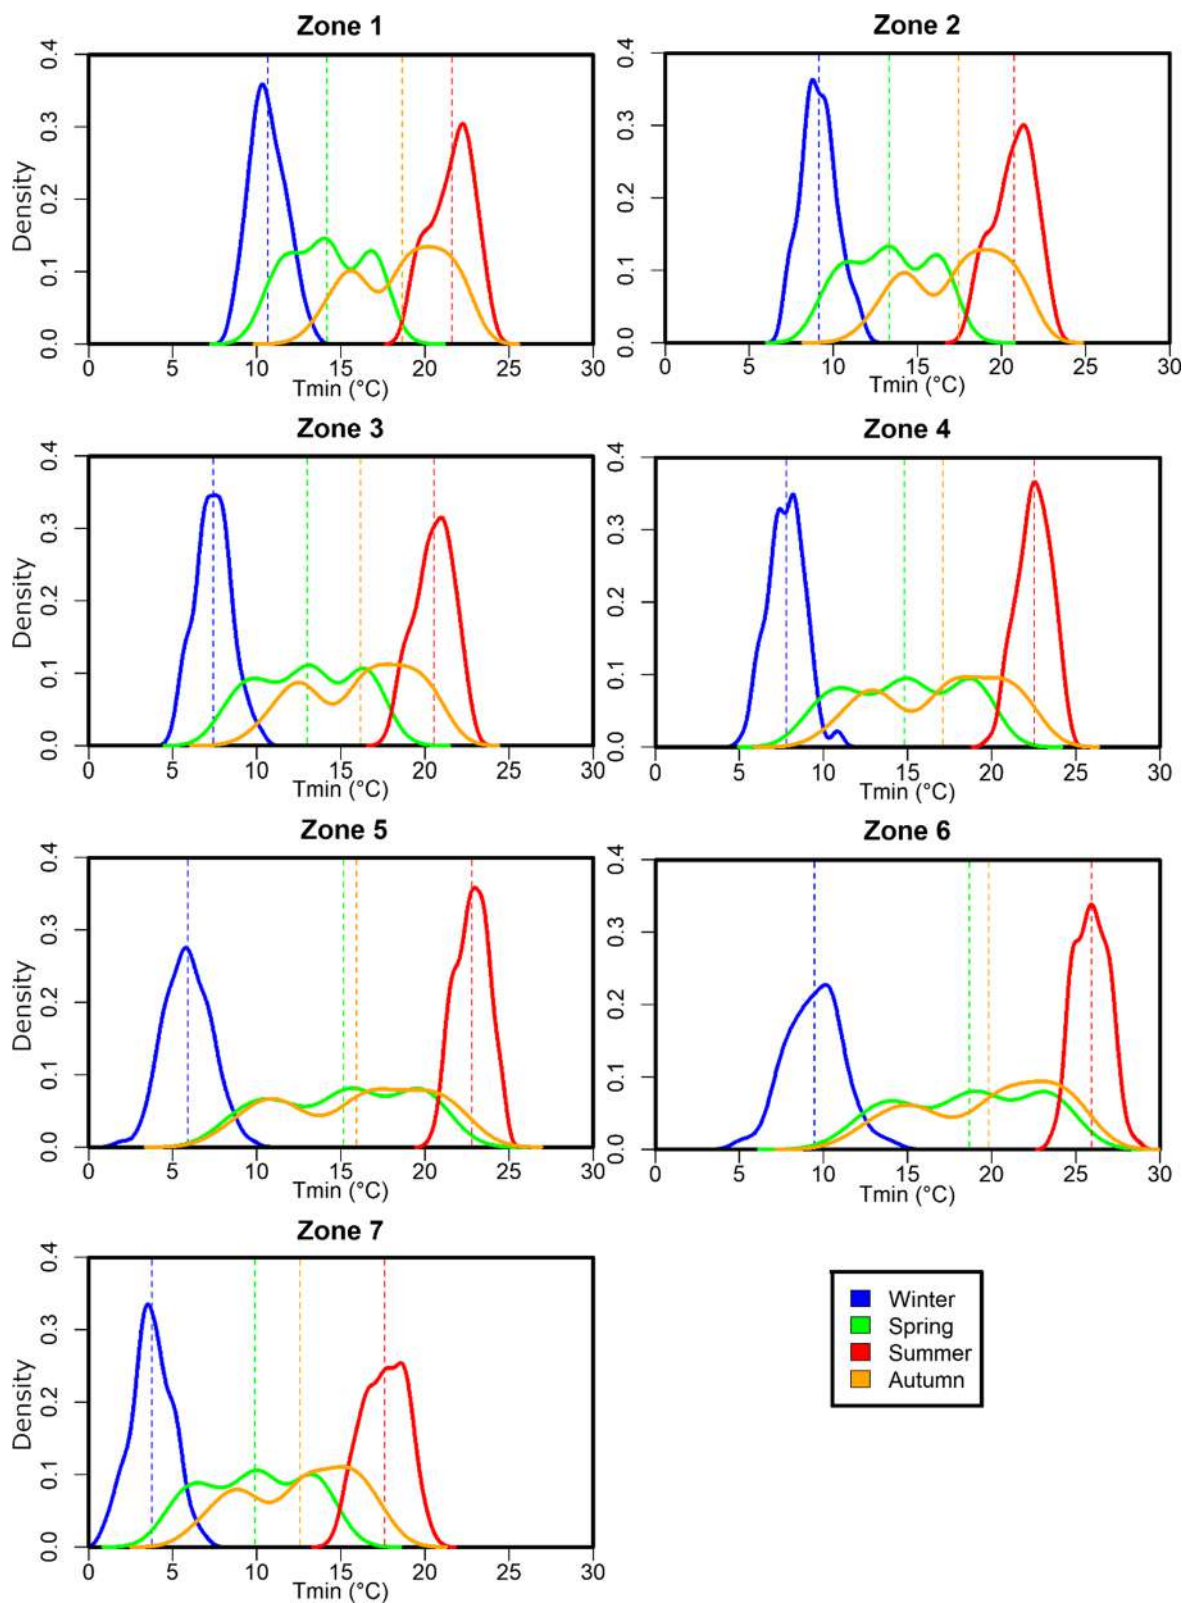 Zone 1
Density
0.0 0.1 0.2 0.3 0.4
0 5 10 15 20 25 30
Tmin (°C)
Zone 2
0.0 0.1 0.2 0.3 0.4
0 5 10 15 20 25 30
Tmin (°C)
Zone 3
Density
0.0 0.1 0.2 0.3 0.4
0 5 10 15 20 25 30
Tmin (°C)
Zone 4
0.0 0.1 0.2 0.3 0.4
0 5 10 15 20 25 30
Tmin (°C)
Zone 5
Density
0.0 0.1 0.2 0.3 0.4
0 5 10 15 20 25 30
Tmin (°C)
Zone 6
0.0 0.1 0.2 0.3 0.4
0 5 10 15 20 25 30
Tmin (°C)
Zone 7
Density
0.0 0.1 0.2 0.3 0.4
0 5 10 15 20 25 30
Tmin (°C)
Winter
Spring
Summer
Autumn